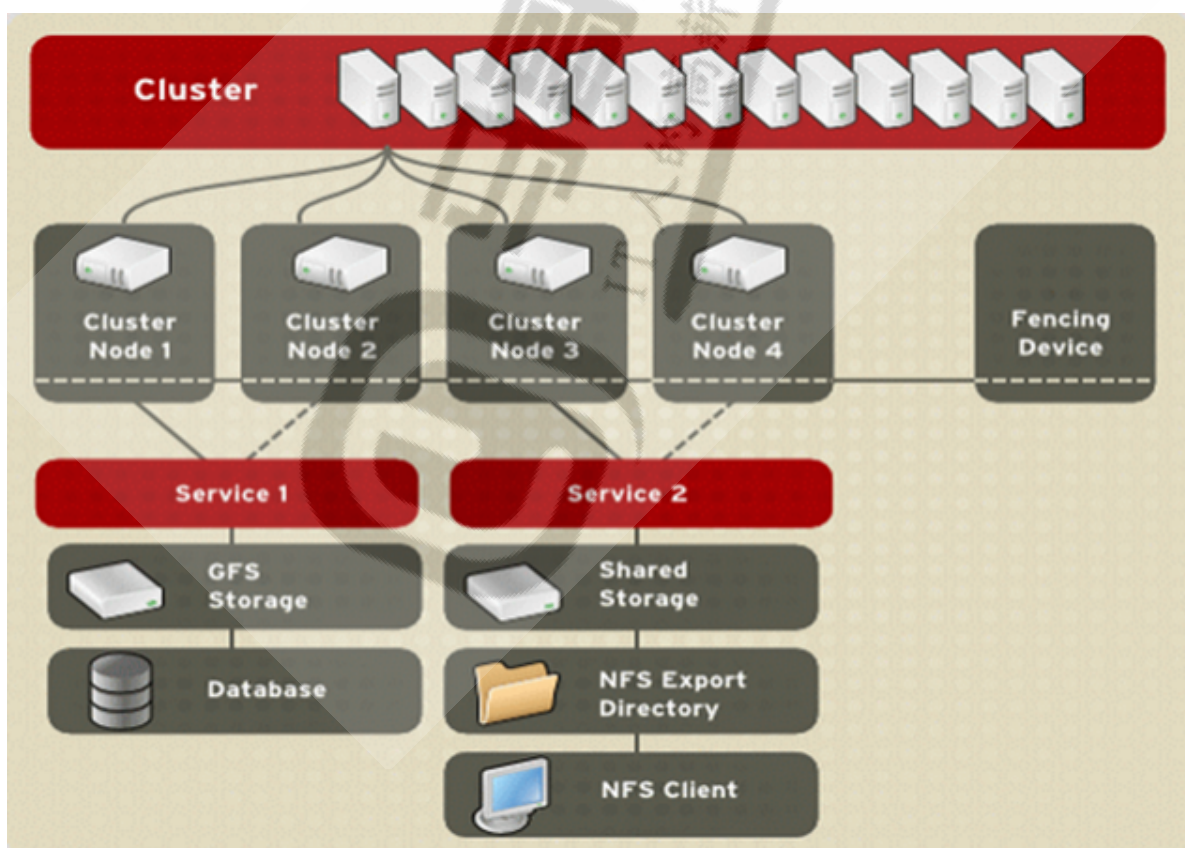 Cluster
Cluster
Node 1
Cluster
Node 2
Cluster
Node 3
Cluster
Node 4
Fencing
Device
Service 1
Service 2
GFS
Storage
Shared
Storage
Database
NFS Export
Directory
NFS Client